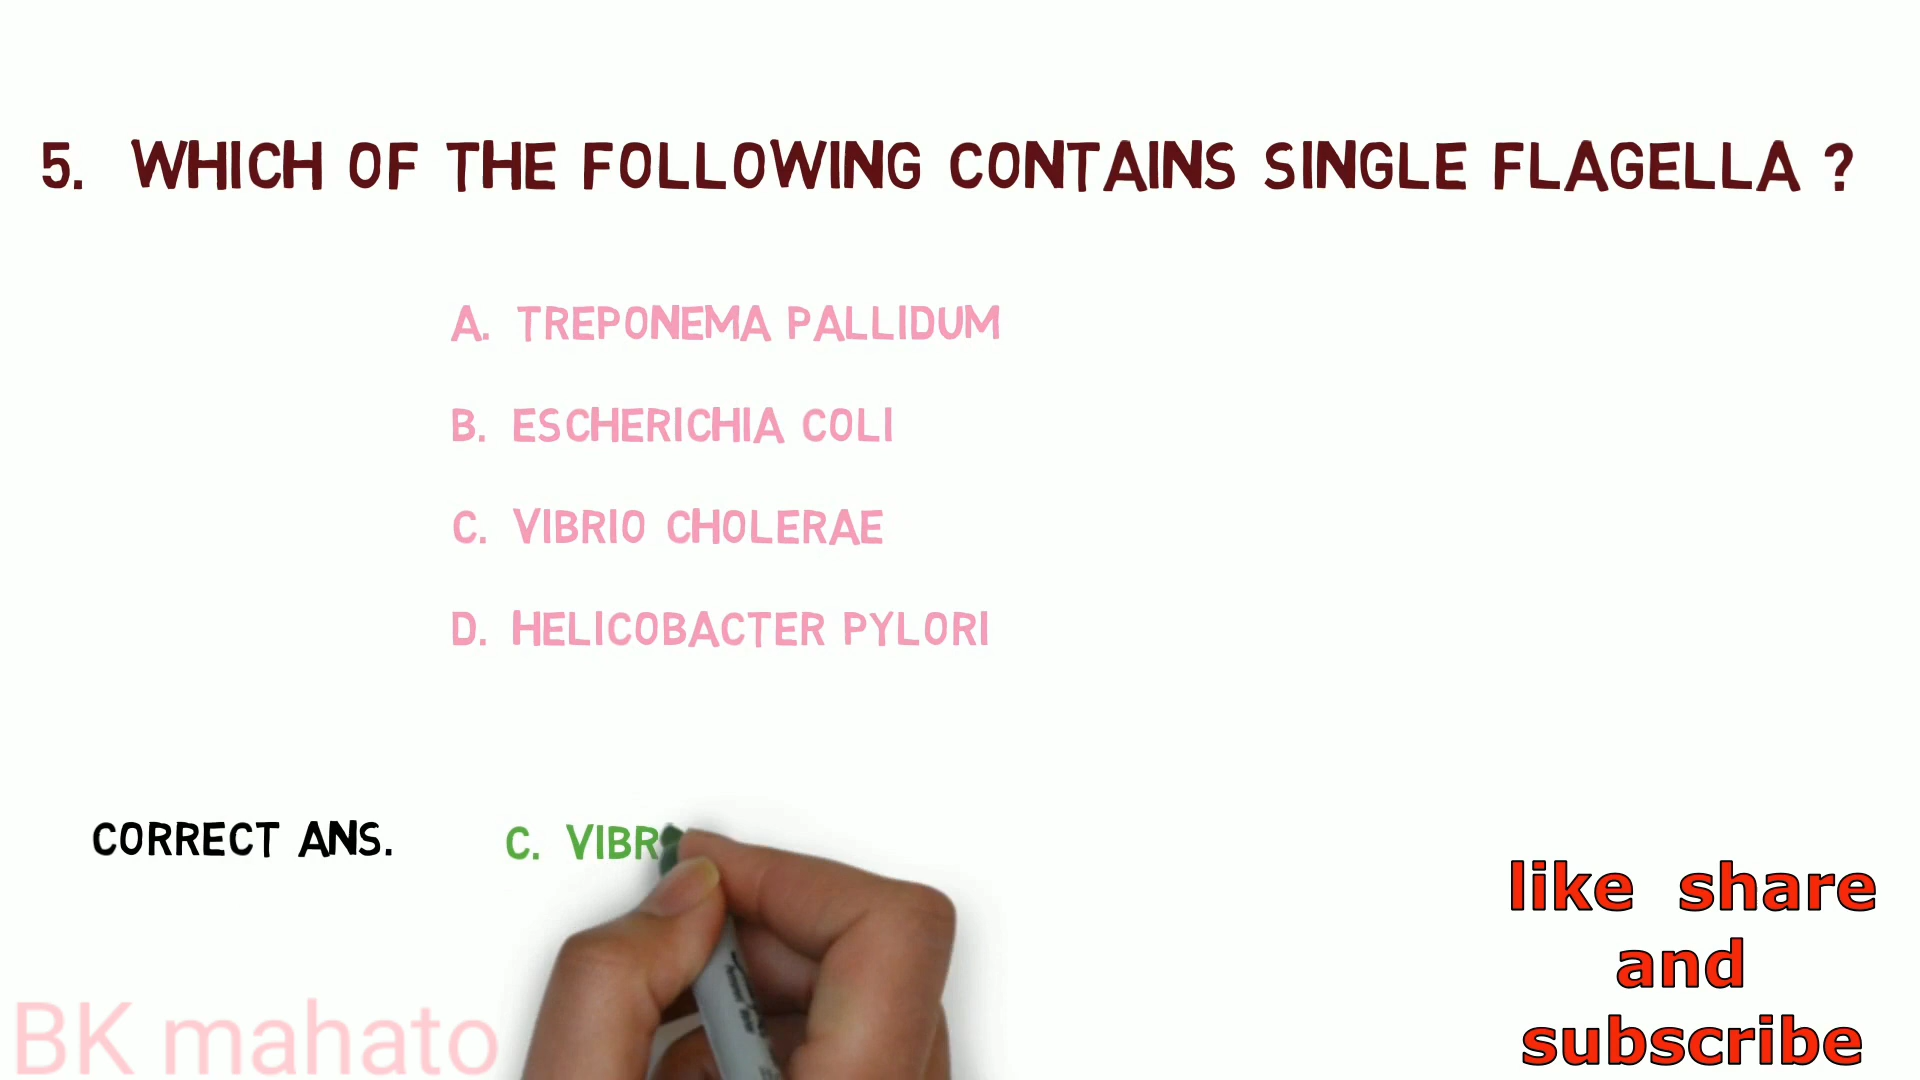 5. WHICH OF THE FOLLOWING CONTAINS SINGLE FLAGELLA ?
A. TREPONEMA PALLIDUM
B. ESCHERICHIA COLI
C. VIBRIO CHOLERAE
D. HELICOBACTER PYLORI
CORRECT ANS. C. VIBR
like share
and
subscribe
BK mahato